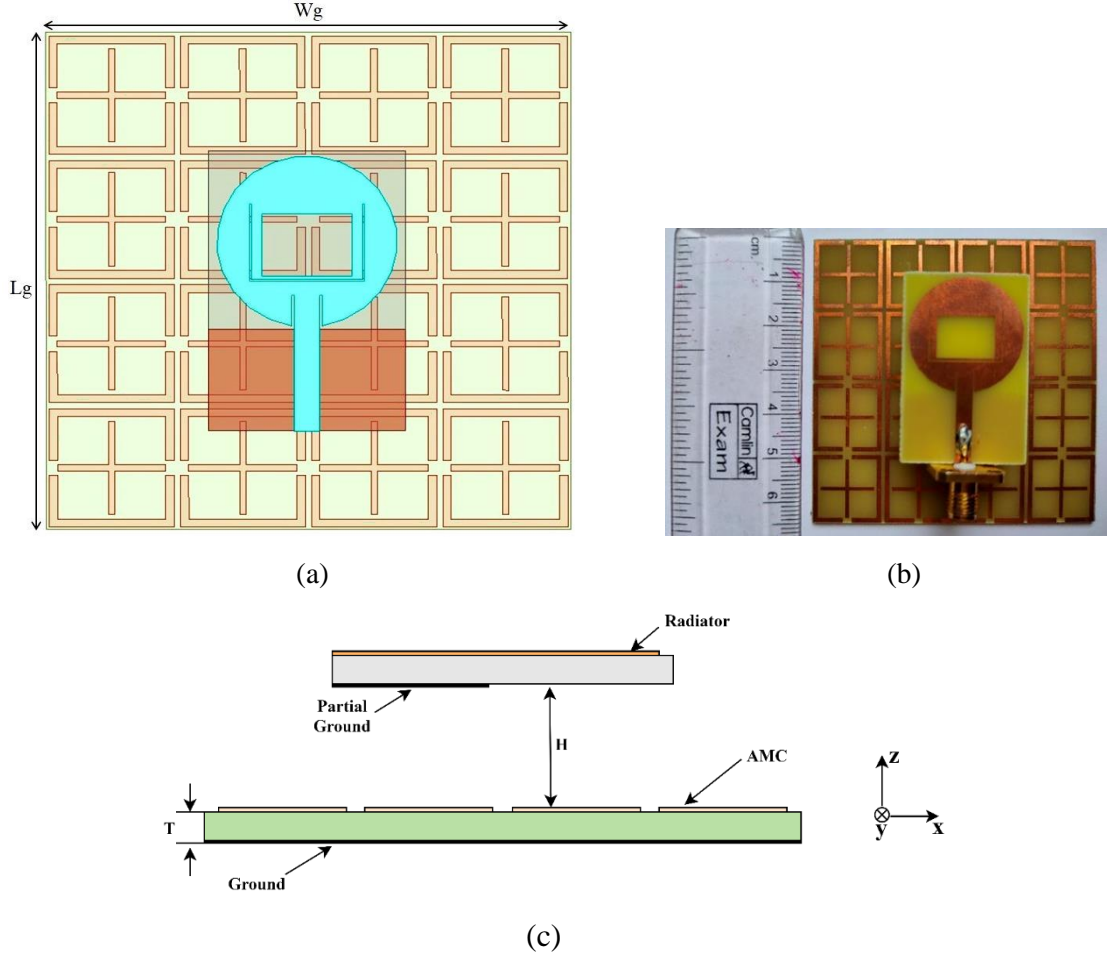 Wg
Lg
cm.
1
2
3
4
5
6
Camlin
Exam
(a)
(b)
Radiator
Partial
Ground
H
AMC
T
Ground
z
y
x
(c)